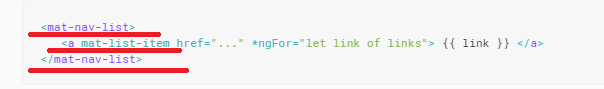 <mat-nav-list>
<a mat-list-item href="..." *ngFor="let link of links"> {{ link }} </a>
</mat-nav-list>